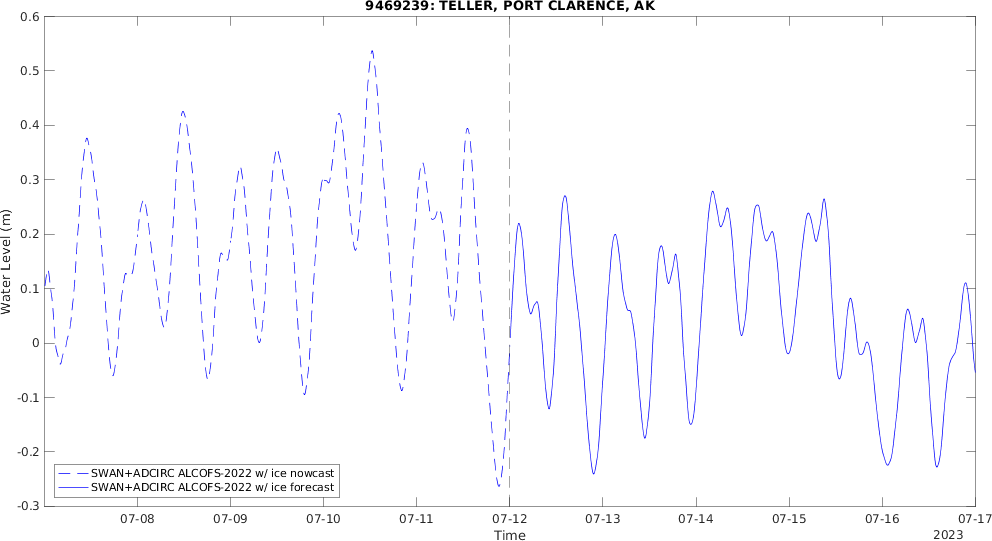 9469239: TELLER, PORT CLARENCE, AK
0.6
0.5
0.4
0.3
0.2
0.1
0
-0.1
-0.2
-0.3
Water Level (m)
SWAN+ADCIRC ALCOFS-2022 w/ ice nowcast
SWAN+ADCIRC ALCOFS-2022 w/ ice forecast
07-08 07-09 07-10 07-11 07-12 07-13 07-14 07-15 07-16 07-17
Time
2023